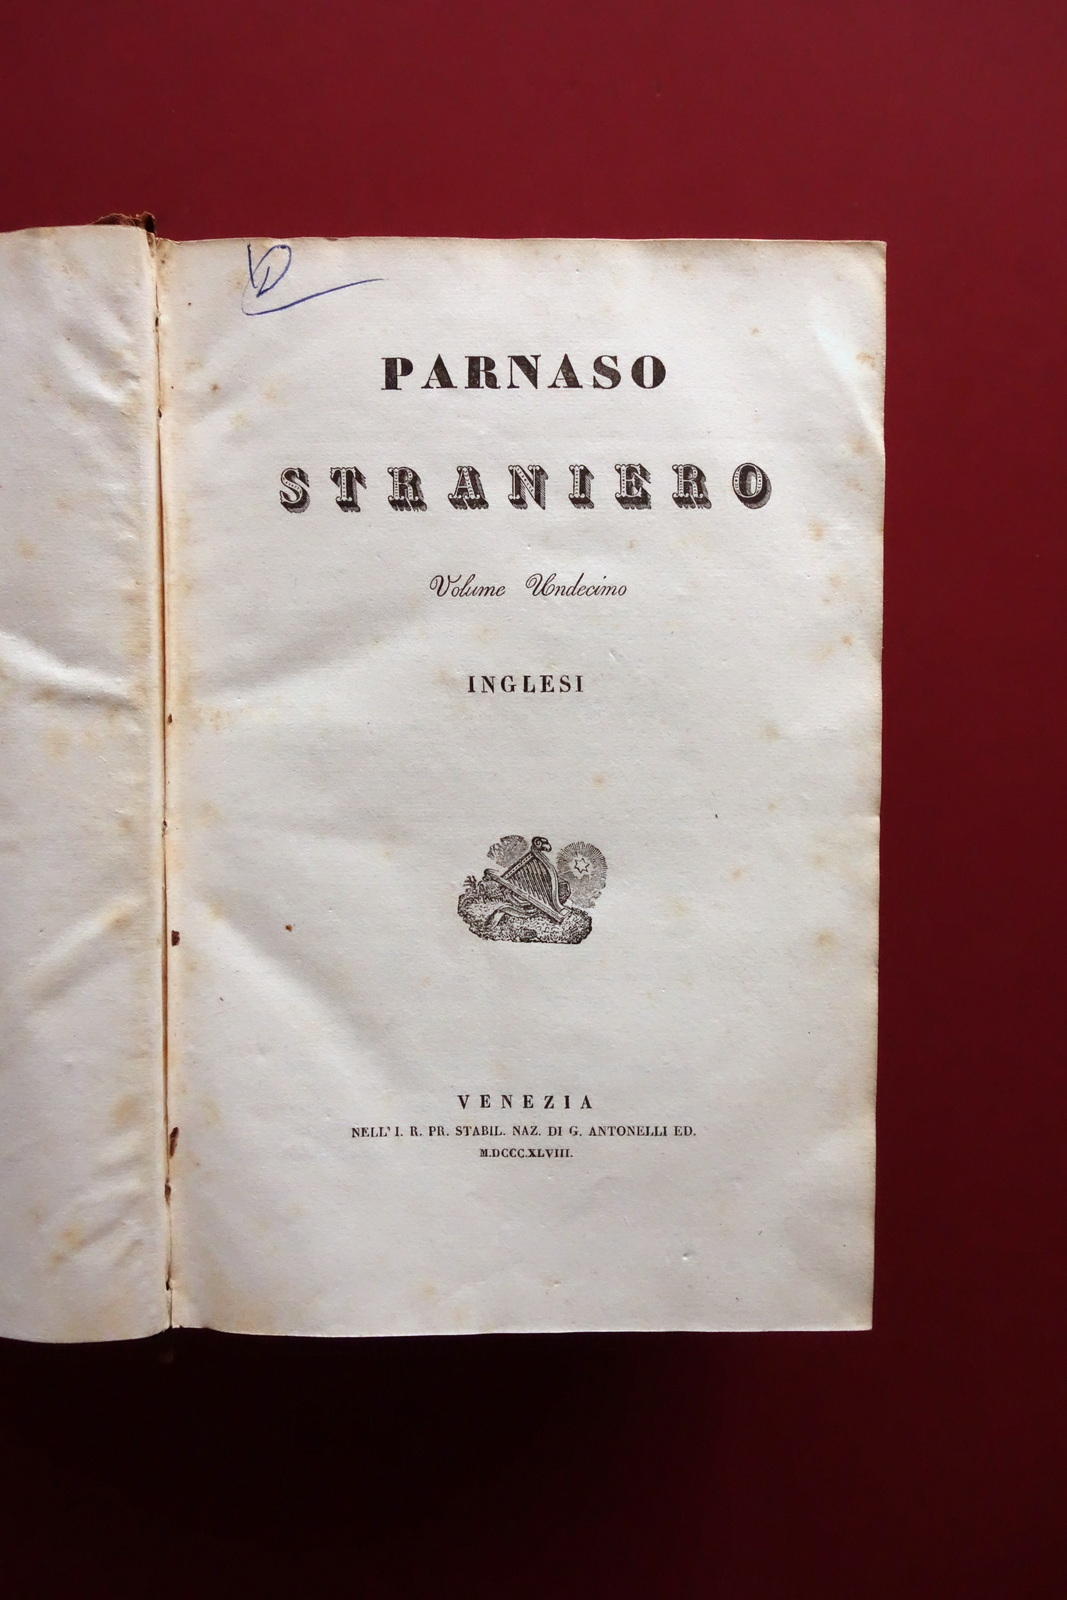 PARNASO
STRANIERO
Volume Undecimo
INGLESI
VENEZIA
NELL' I. R. PR. STABIL. NAZ. DI G. ANTONELLI ED.
M.DCCC.XLVIII.